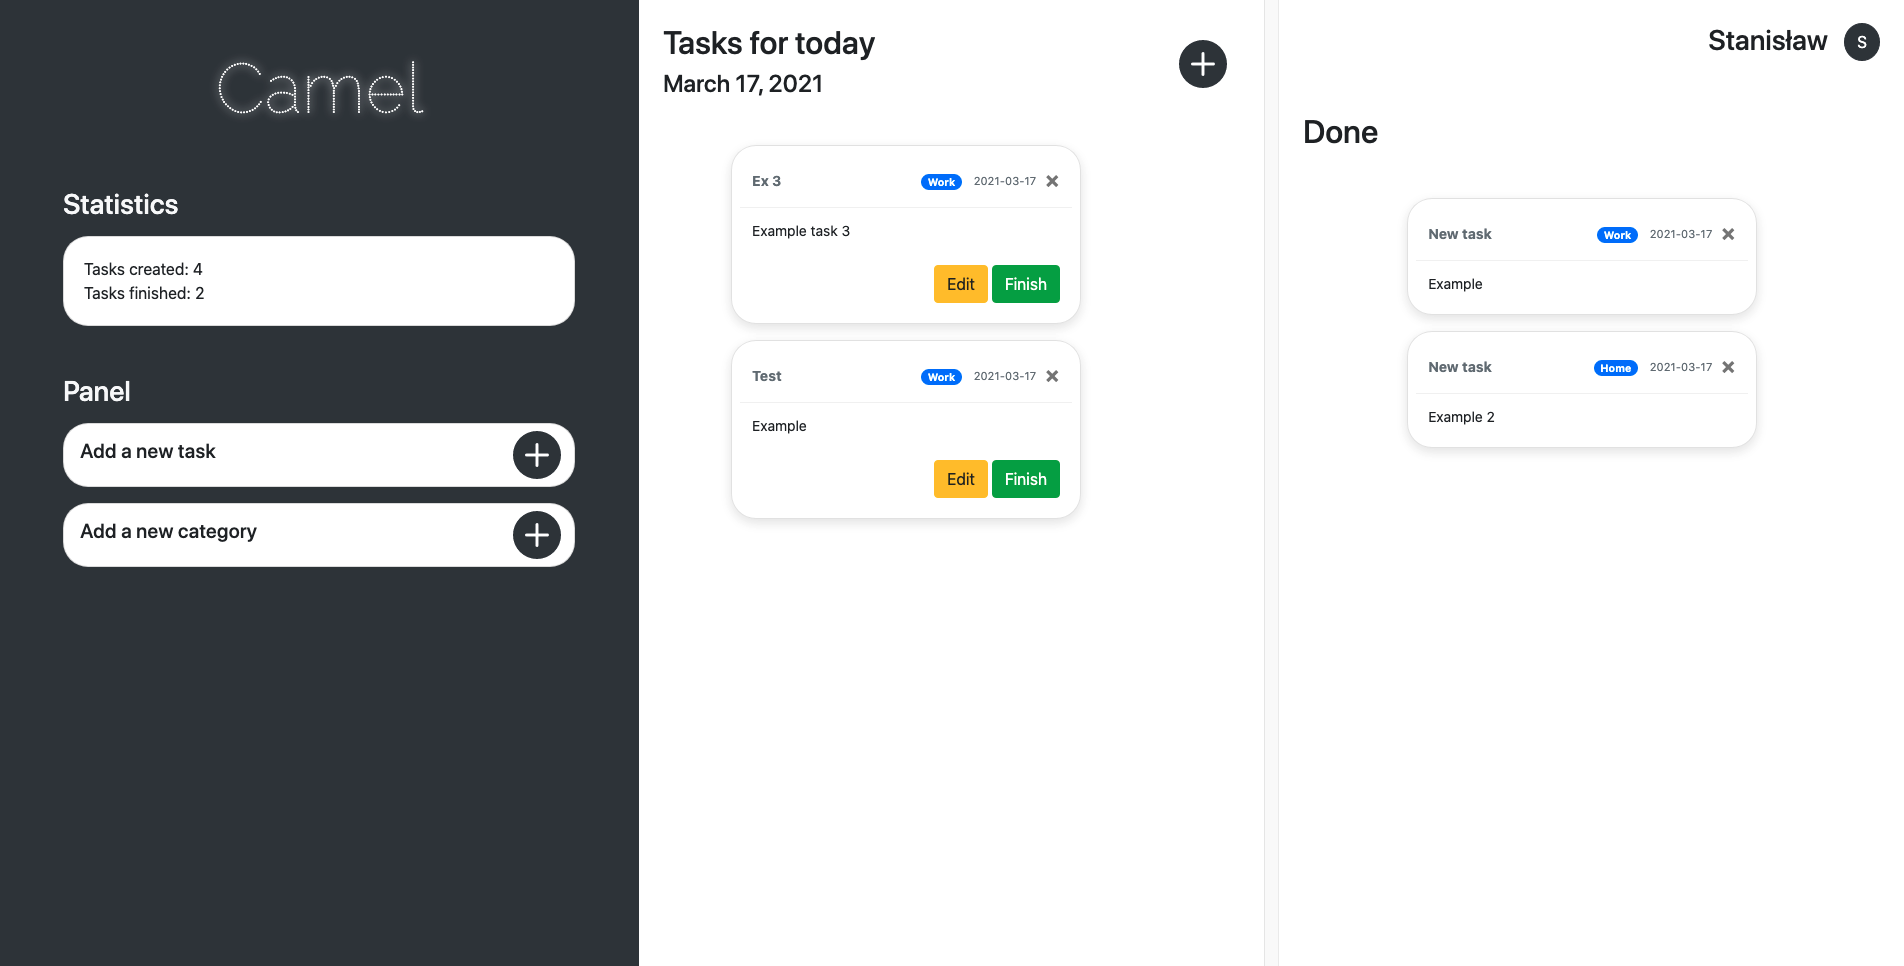 Camel
Statistics
Tasks created: 4
Tasks finished: 2
Panel
Add a new task
Add a new category
Tasks for today
March 17, 2021
Ex 3 Work 2021-03-17
Example task 3
Edit Finish
Test Work 2021-03-17
Example
Edit Finish
Stanisław S
Done
New task Work 2021-03-17
Example
New task Home 2021-03-17
Example 2